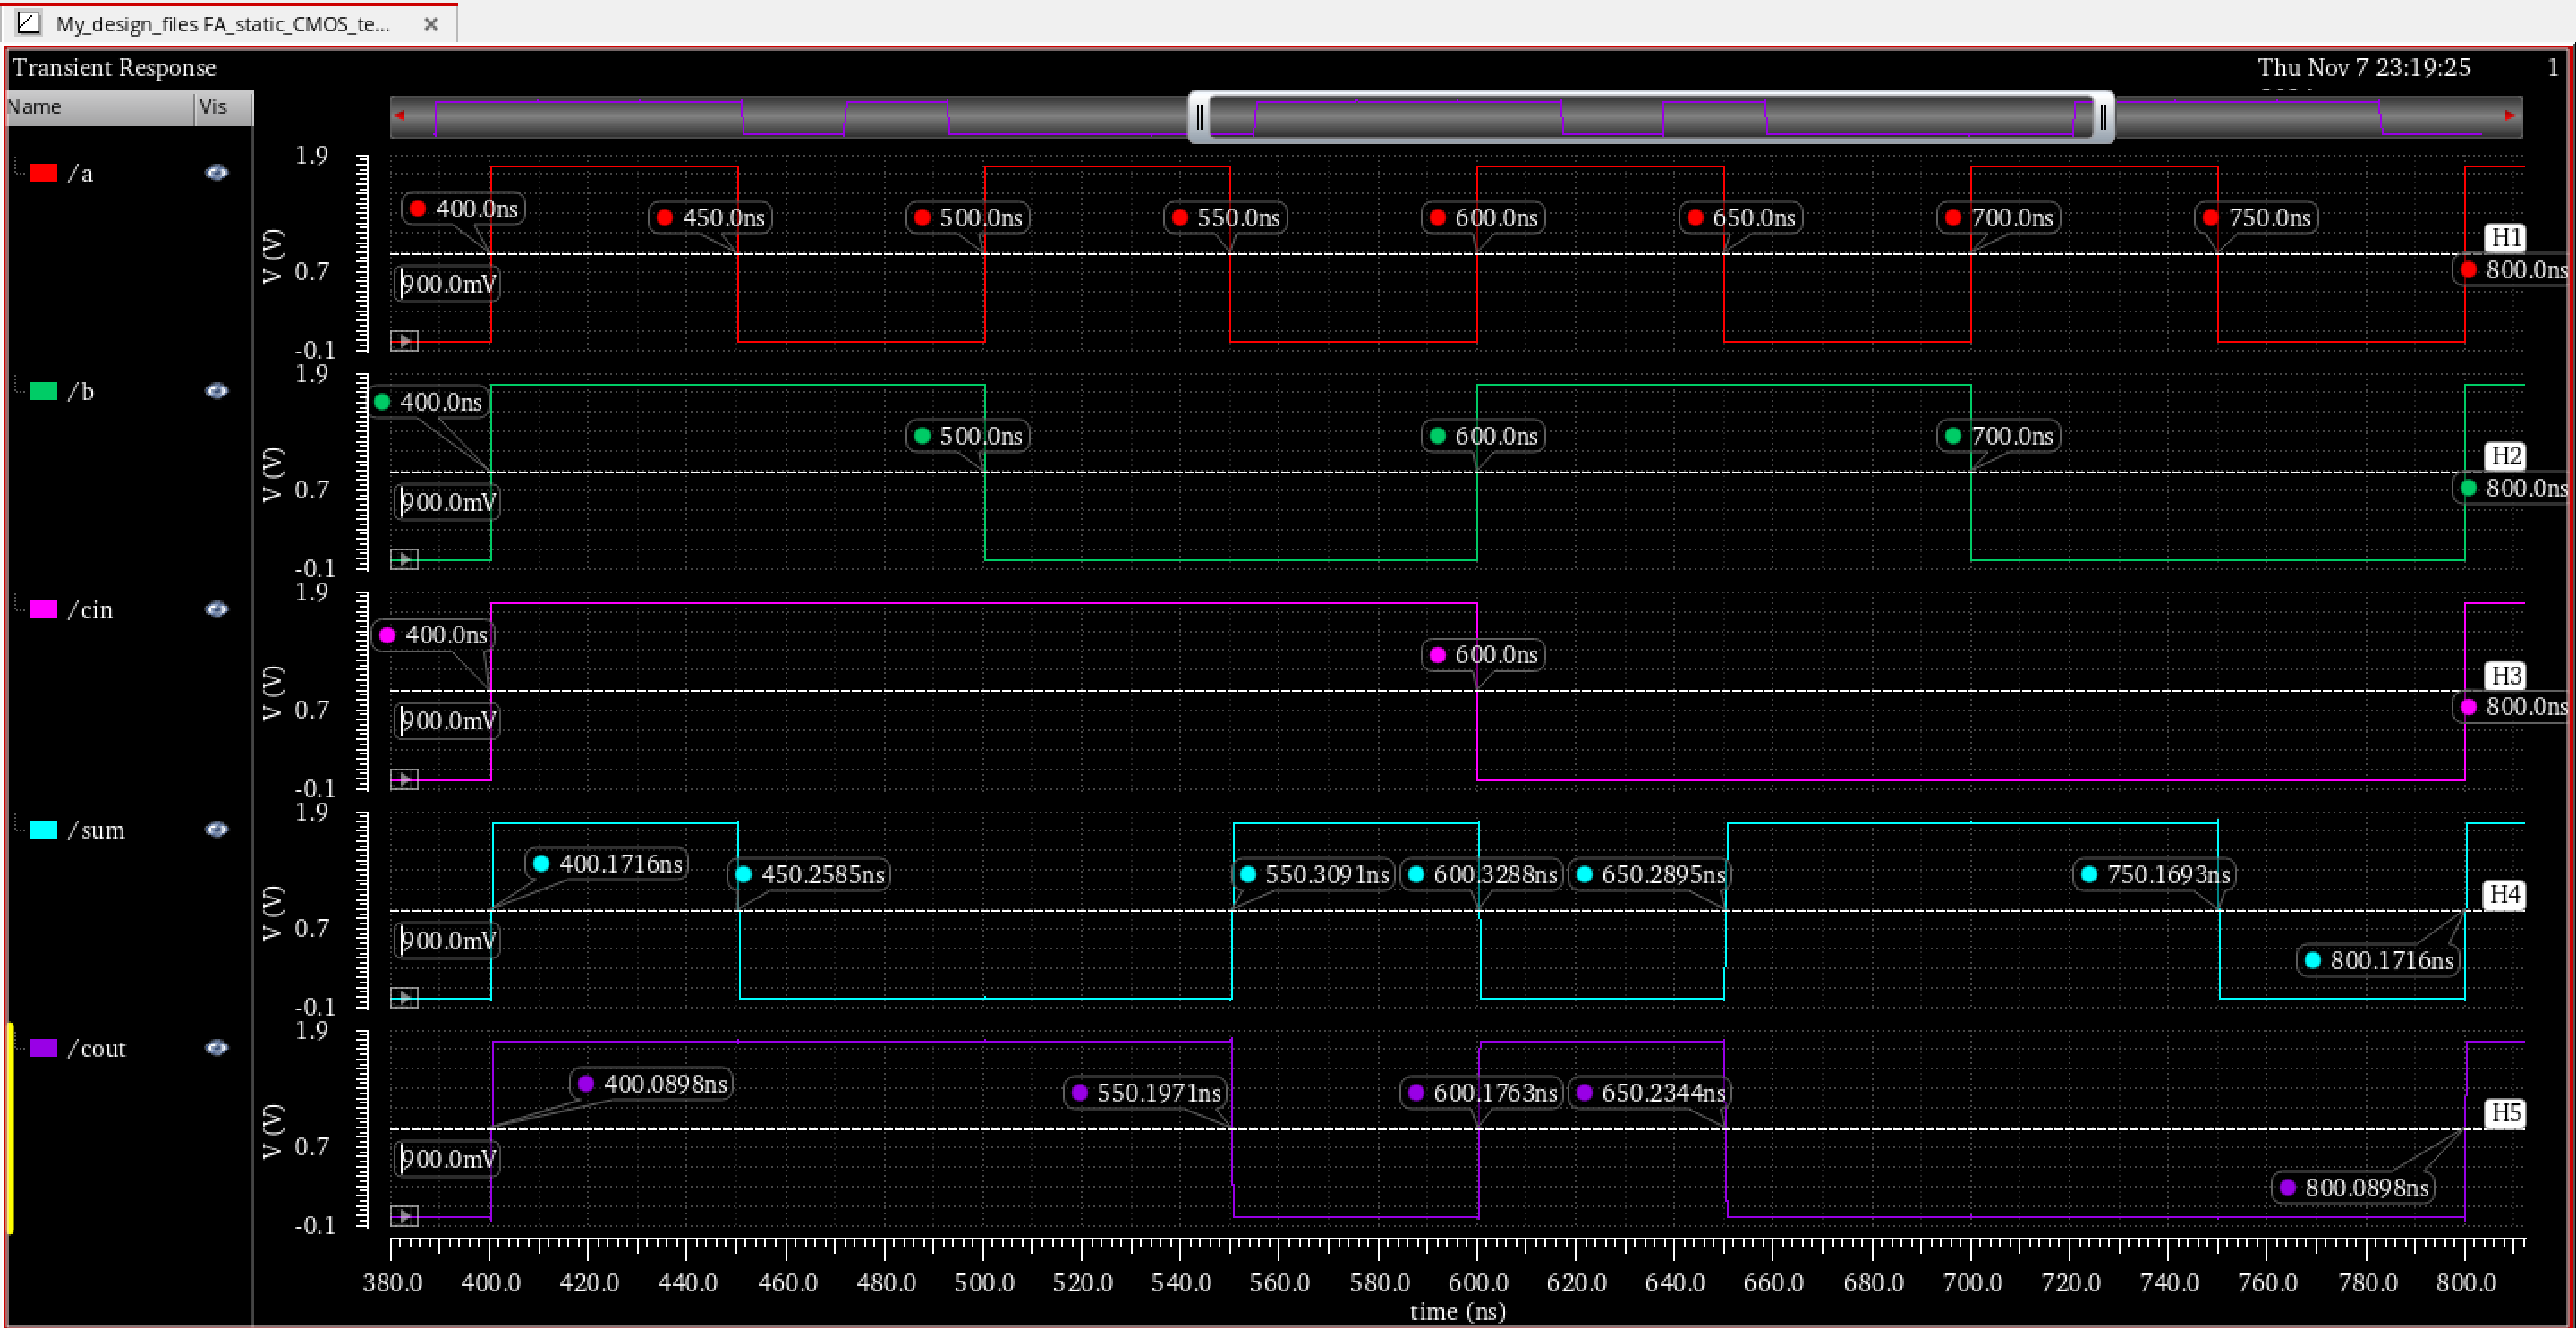 My_design_files FA_static_CMOS_te...
Transient Response
Thu Nov 7 23:19:25
1
Name Vis
/a
1.9
V (V)
0.7
-0.1
400.0ns 450.0ns 500.0ns 550.0ns 600.0ns 650.0ns 700.0ns 750.0ns
H1
800.0ns
900.0mV
/b
1.9
V (V)
0.7
-0.1
400.0ns
500.0ns 600.0ns 700.0ns
H2
800.0ns
900.0mV
/cin
1.9
V (V)
0.7
-0.1
400.0ns 600.0ns
H3
800.0ns
900.0mV
/sum
1.9
V (V)
0.7
-0.1
400.1716ns 450.2585ns 550.3091ns 600.3288ns 650.2895ns 750.1693ns
H4
900.0mV
800.1716ns
/cout
1.9
V (V)
0.7
-0.1
400.0898ns 550.1971ns 600.1763ns 650.2344ns
H5
900.0mV
800.0898ns
380.0 400.0 420.0 440.0 460.0 480.0 500.0 520.0 540.0 560.0 580.0 600.0 620.0 640.0 660.0 680.0 700.0 720.0 740.0 760.0 780.0 800.0
time (ns)